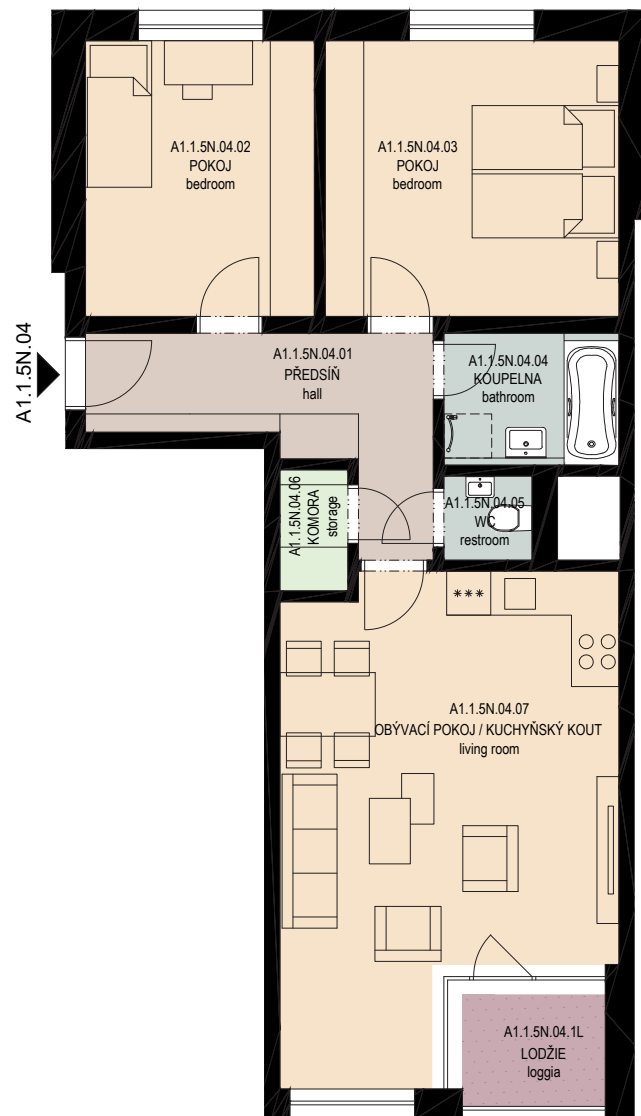 A1.1.5N.04.02
POKOJ
bedroom
A1.1.5N.04.03
POKOJ
bedroom
A1.1.5N.04
A1.1.5N.04.01
PŘEDSÍŇ
hall
A1.1.5N.04.04
KOUPELNA
bathroom
A1.1.5N.04.06
KOMORA
storage
A1.1.5N.04.05
WC
restroom
***
A1.1.5N.04.07
OBÝVACÍ POKOJ / KUCHYŇSKÝ KOUT
living room
A1.1.5N.04.1L
LODŽIE
loggia